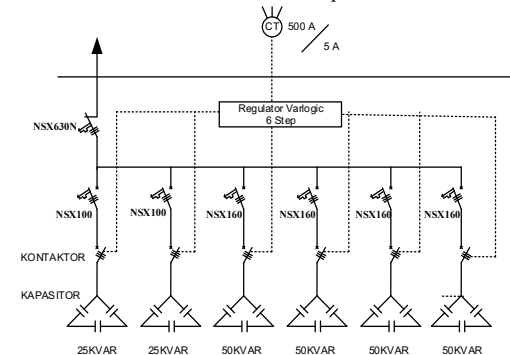 CT 500 A
5 A
Regulator Varlogic
6 Step
NSX630N
NSX100 NSX100 NSX160 NSX160 NSX160 NSX160
KONTAKTOR
KAPASITOR
25KVAR 25KVAR 50KVAR 50KVAR 50KVAR 50KVAR